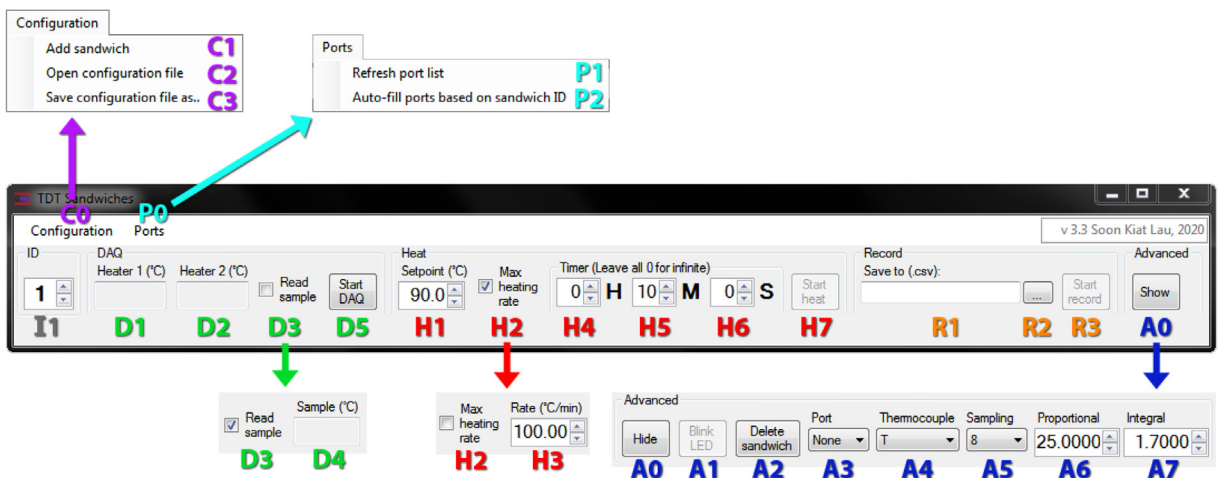 Configuration
Add sandwich C1
Open configuration file C2
Save configuration file as.. C3
Ports
Refresh port list P1
Auto-fill ports based on sandwich ID P2
TDT Sandwiches
C0 P0
Configuration Ports
v 3.3 Soon Kiat Lau, 2020
ID DAQ Heat Record Advanced
Heater 1 (°C) Heater 2 (°C) Read sample Start DAQ Setpoint (°C) Max heating rate Timer (Leave all 0 for infinite) Start heat Save to (.csv): ... Start record Show
1 90.0 0 H 10 M 0 S
I1 D1 D2 D3 D5 H1 H2 H4 H5 H6 H7 R1 R2 R3 A0
Read sample Sample (°C)
D3 D4
Max heating rate Rate (°C/min)
100.00
H2 H3
Advanced
Hide Blink LED Delete sandwich Port Thermocouple Sampling Proportional Integral
None T 8 25.0000 1.7000
A0 A1 A2 A3 A4 A5 A6 A7